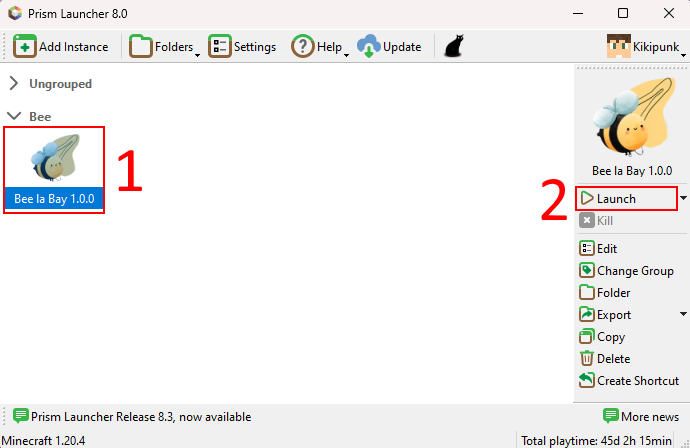 Prism Launcher 8.0
Add Instance
Folders
Settings
Help
Update
Kikipunk
Ungrouped
Bee
Bee la Bay 1.0.0
1
Bee la Bay 1.0.0
2
Launch
Kill
Edit
Change Group
Folder
Export
Copy
Delete
Create Shortcut
Prism Launcher Release 8.3, now available
More news
Minecraft 1.20.4
Total playtime: 45d 2h 15min